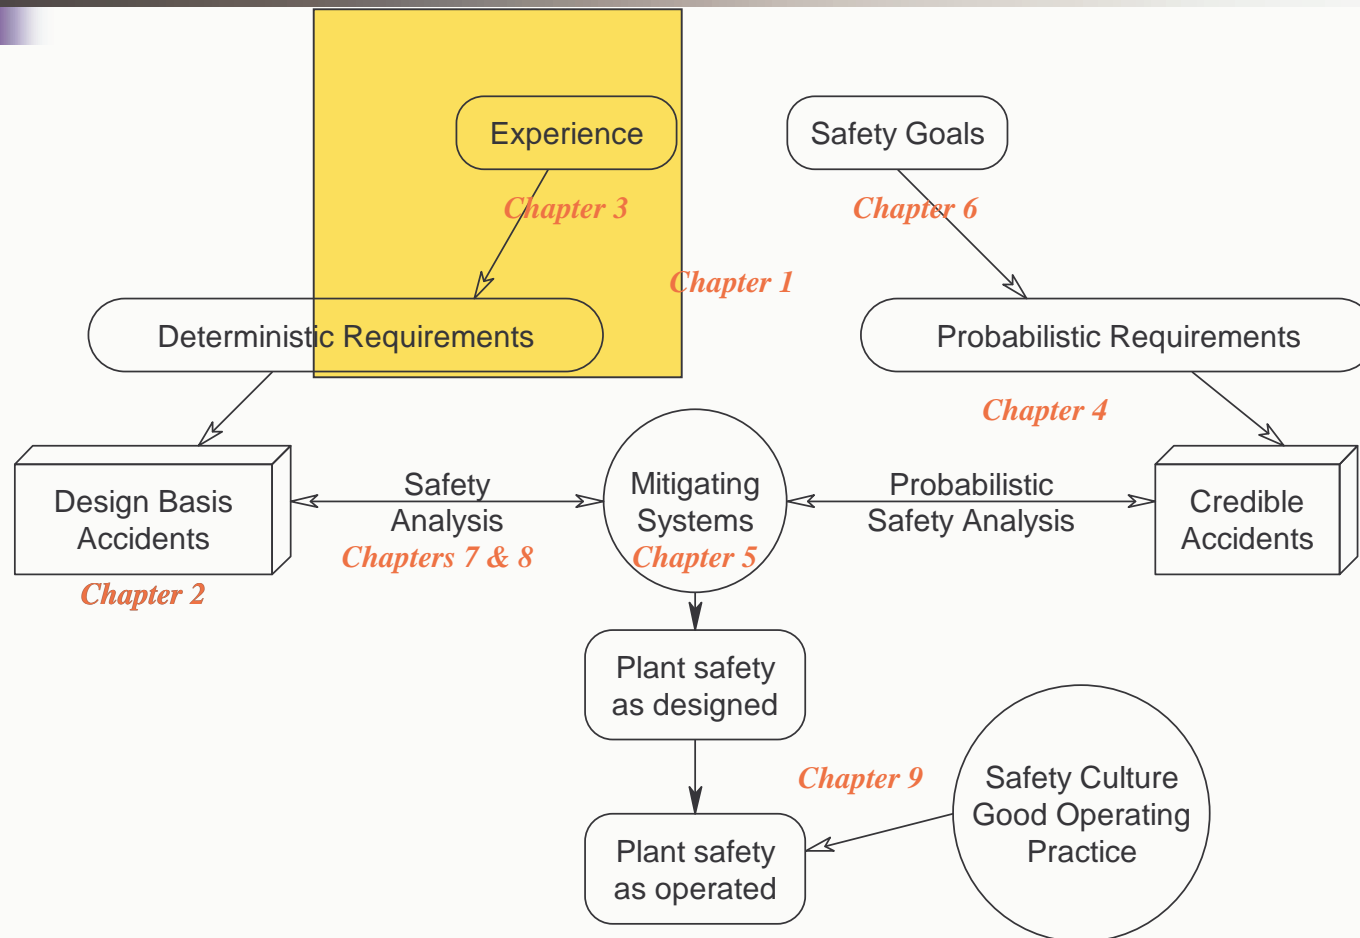 Experience
Safety Goals
Chapter 3
Chapter 6
Chapter 1
Deterministic Requirements
Probabilistic Requirements
Chapter 4
Design Basis
Accidents
Safety
Analysis
Chapters 7 & 8
Mitigating
Systems
Chapter 5
Probabilistic
Safety Analysis
Credible
Accidents
Chapter 2
Plant safety
as designed
Chapter 9
Safety Culture
Good Operating
Practice
Plant safety
as operated